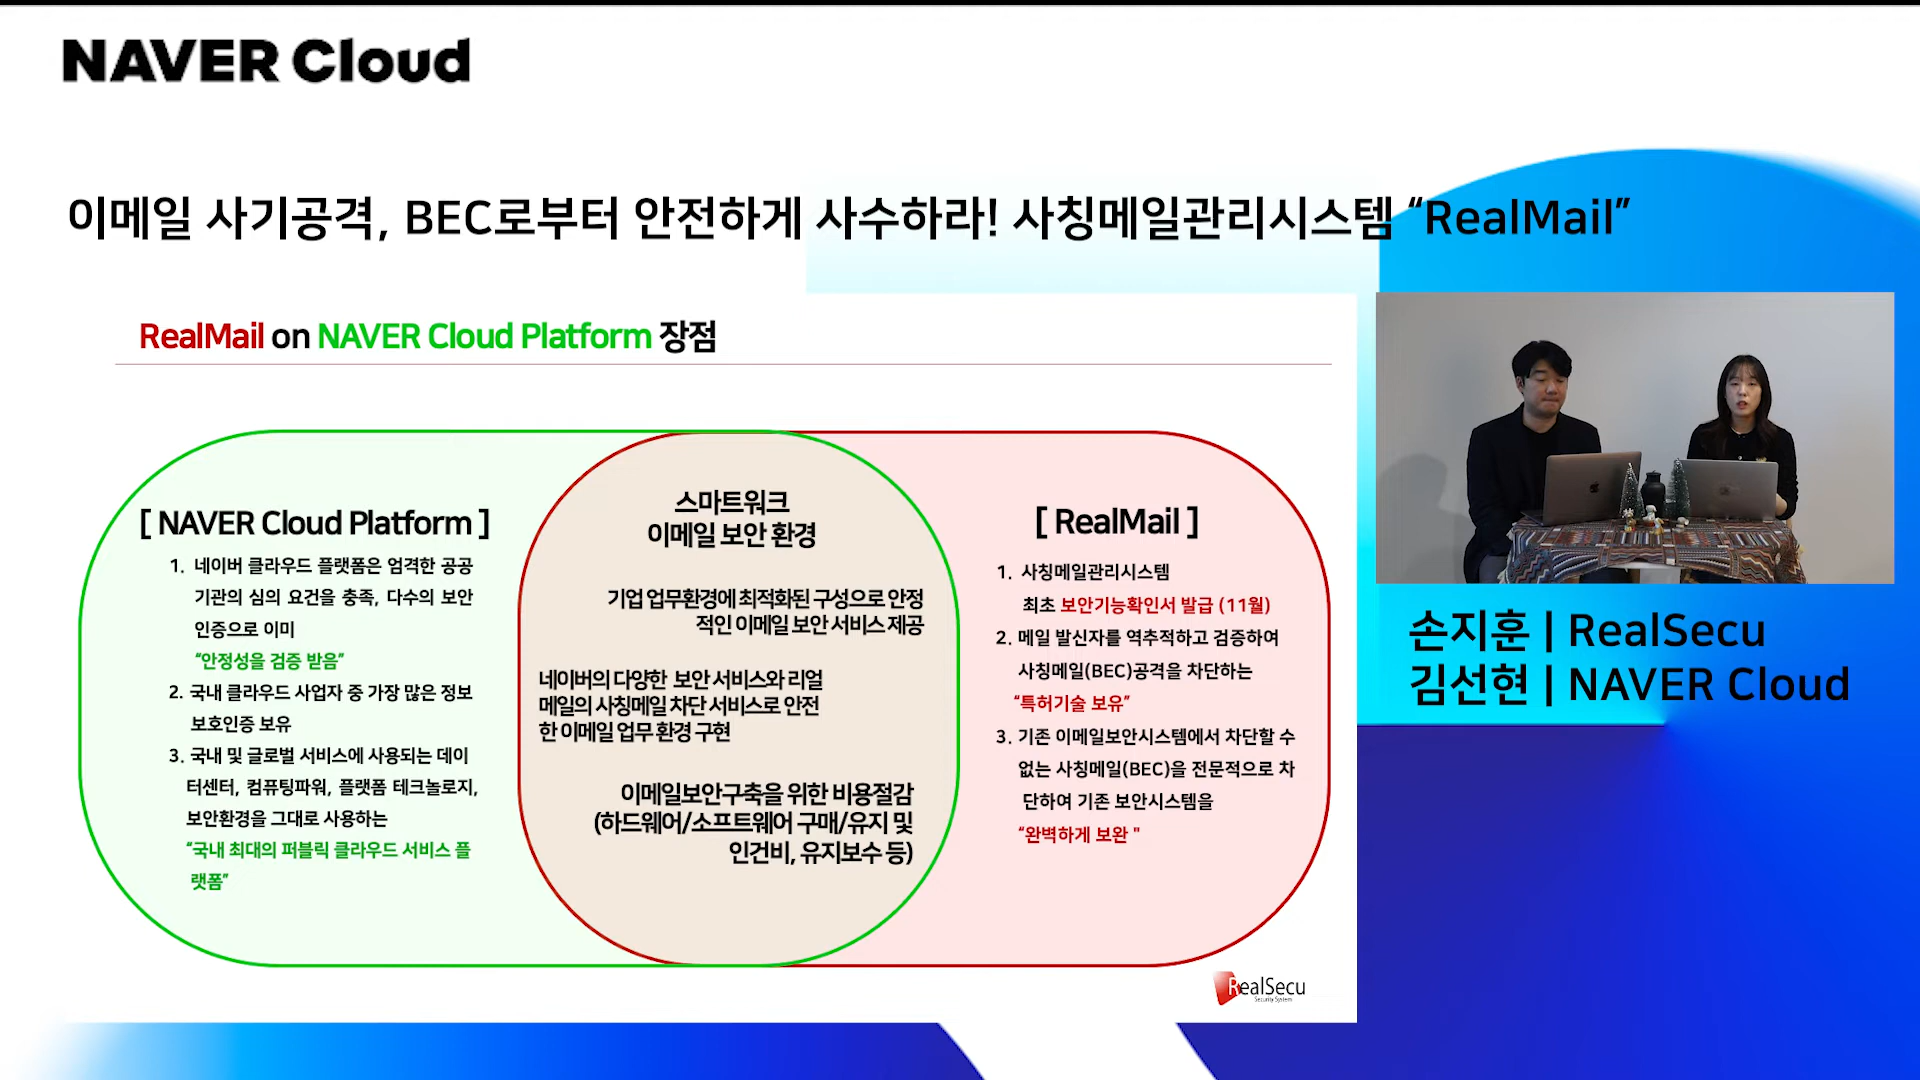 NAVER Cloud
이메일 사기공격, BEC로부터 안전하게 사수하라! 사칭메일관리시스템 “RealMail”
RealMail on NAVER Cloud Platform 장점
[ NAVER Cloud Platform ]
1. 네이버 클라우드 플랫폼은 엄격한 공공
기관의 심의 요건을 충족, 다수의 보안
인증으로 이미
“안정성을 검증 받음”
2. 국내 클라우드 사업자 중 가장 많은 정보
보호인증 보유
3. 국내 및 글로벌 서비스에 사용되는 데이
터센터, 컴퓨팅파워, 플랫폼 테크놀로지,
보안환경을 그대로 사용하는
“국내 최대의 퍼블릭 클라우드 서비스 플
랫폼”
스마트워크
이메일 보안 환경
기업 업무환경에 최적화된 구성으로 안정
적인 이메일 보안 서비스 제공
네이버의 다양한 보안 서비스와 리얼
메일의 사칭메일 차단 서비스로 안전
한 이메일 업무 환경 구현
이메일보안구축을 위한 비용절감
(하드웨어/소프트웨어 구매/유지 및
인건비, 유지보수 등)
[ RealMail ]
1. 사칭메일관리시스템
최초 보안기능확인서 발급 (11월)
2. 메일 발신자를 역추적하고 검증하여
사칭메일(BEC)공격을 차단하는
“특허기술 보유”
3. 기존 이메일보안시스템에서 차단할 수
없는 사칭메일(BEC)을 전문적으로 차
단하여 기존 보안시스템을
“완벽하게 보완 "
RealSecu
Security System
손지훈 | RealSecu
김선현 | NAVER Cloud